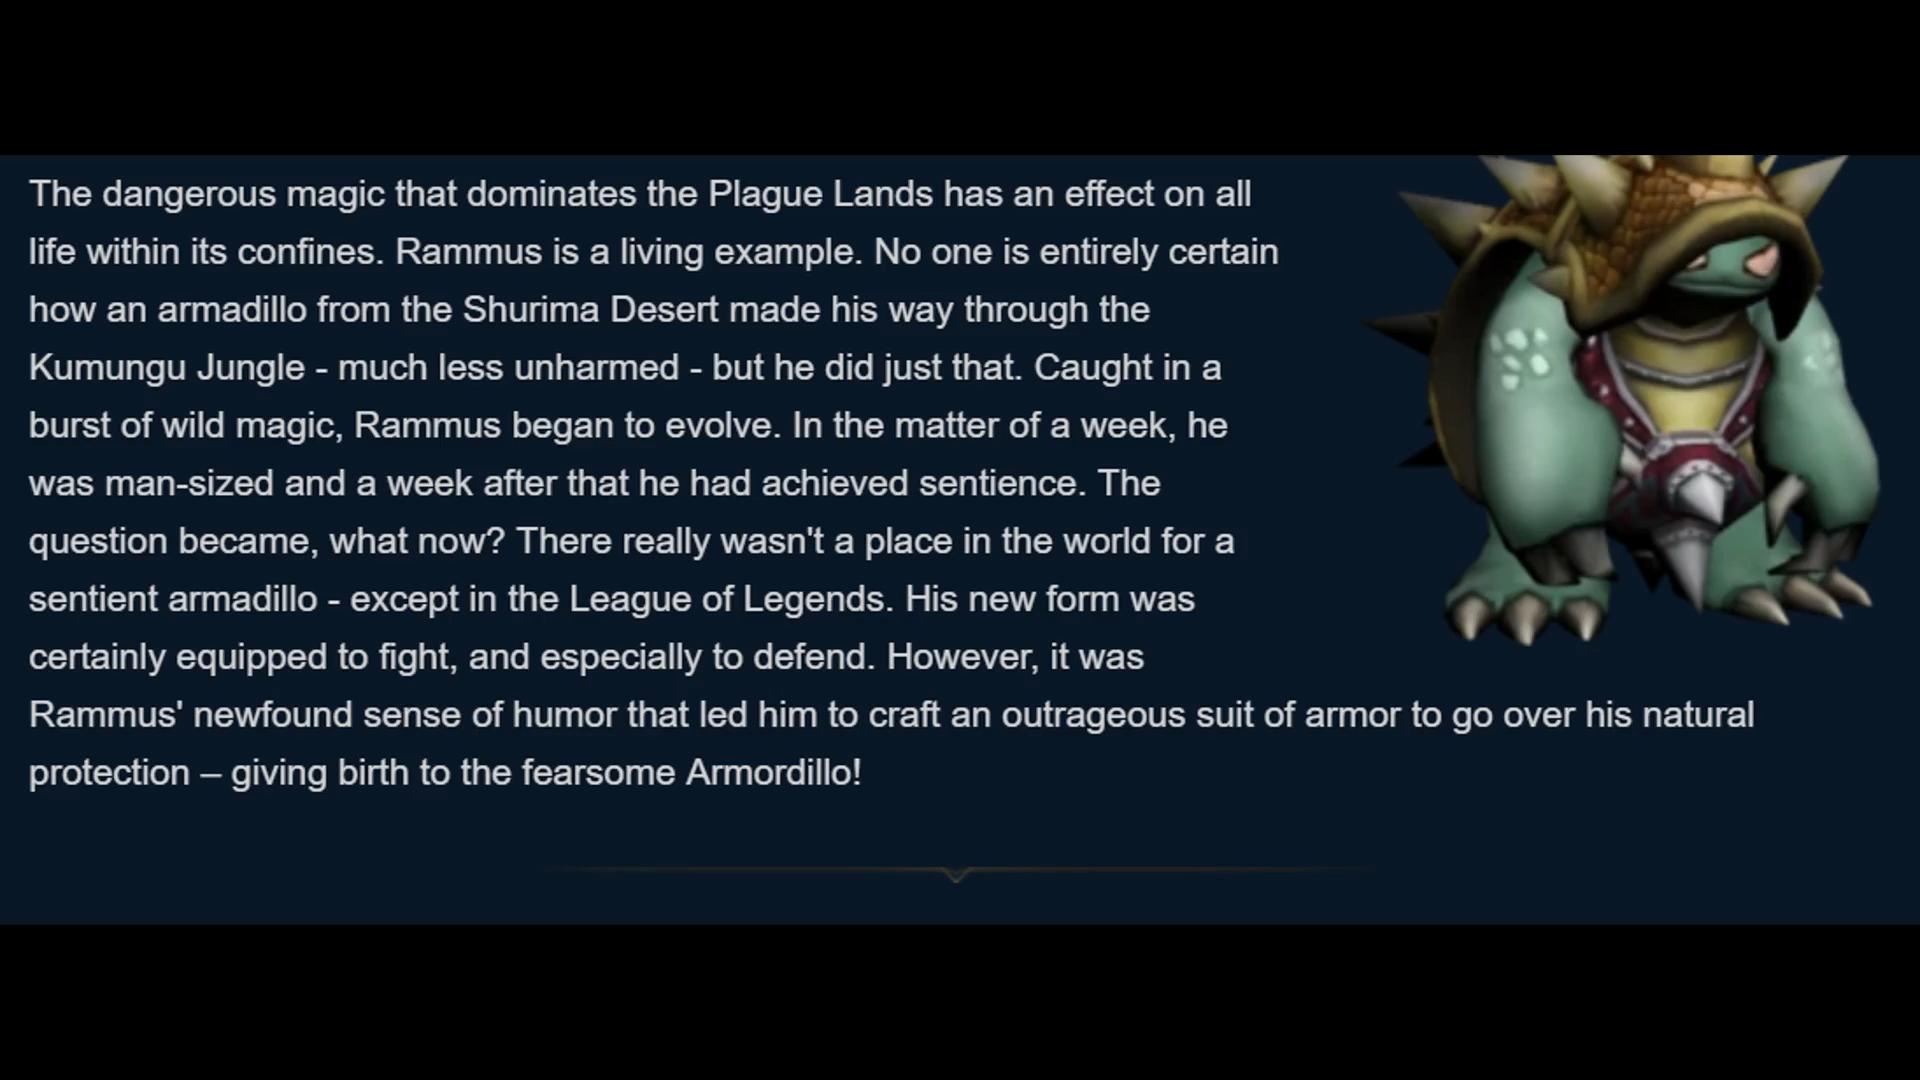 The dangerous magic that dominates the Plague Lands has an effect on all
life within its confines. Rammus is a living example. No one is entirely certain
how an armadillo from the Shurima Desert made his way through the
Kumungu Jungle - much less unharmed - but he did just that. Caught in a
burst of wild magic, Rammus began to evolve. In the matter of a week, he
was man-sized and a week after that he had achieved sentience. The
question became, what now? There really wasn't a place in the world for a
sentient armadillo - except in the League of Legends. His new form was
certainly equipped to fight, and especially to defend. However, it was
Rammus' newfound sense of humor that led him to craft an outrageous suit of armor to go over his natural
protection – giving birth to the fearsome Armordillo!